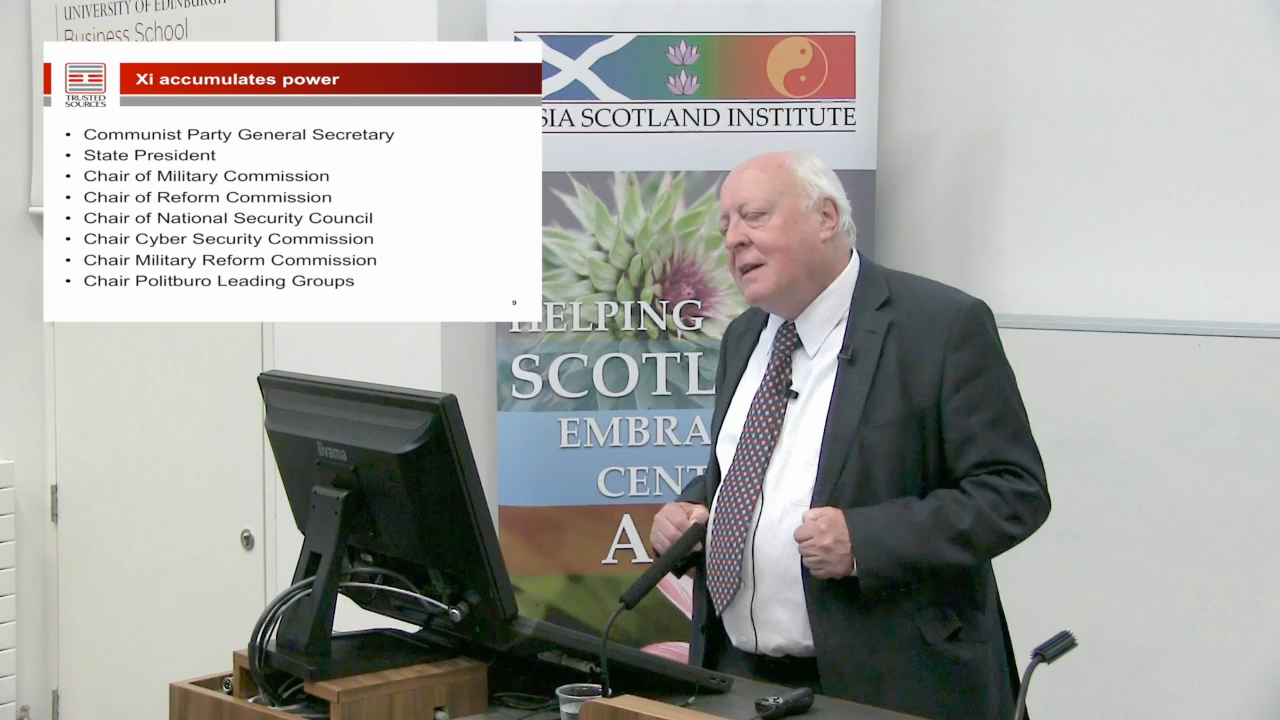 UNIVERSITY OF EDINBURGH
Business School
Xi accumulates power
TRUSTED
SOURCES
• Communist Party General Secretary
• State President
• Chair of Military Commission
• Chair of Reform Commission
• Chair of National Security Council
• Chair Cyber Security Commission
• Chair Military Reform Commission
• Chair Politburo Leading Groups
9
SIA SCOTLAND INSTITUTE
HELPING
SCOTL
EMBRA
CENT
A
iiyama